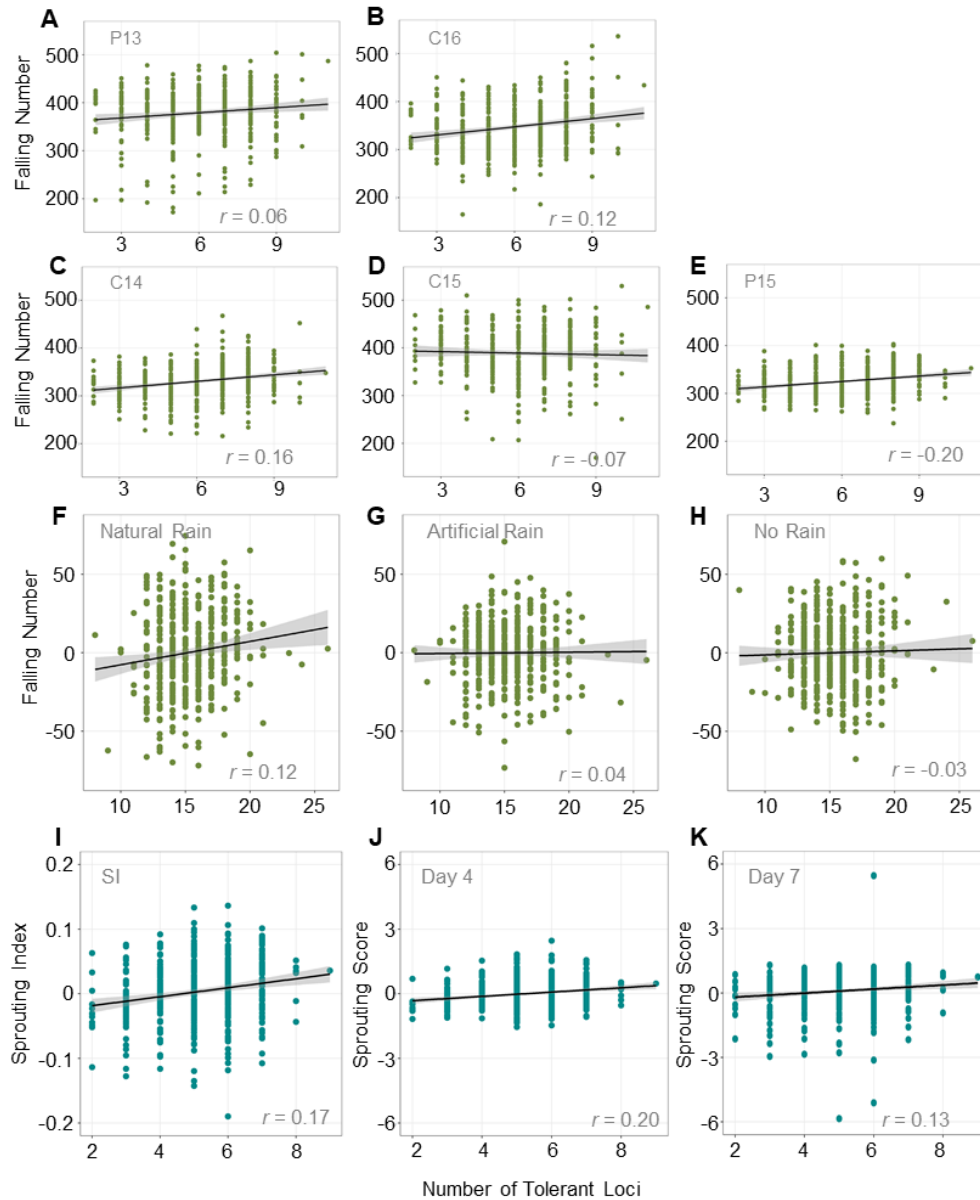 A
P13
Falling Number
500
400
300
200
r = 0.06
3
6
9
B
C16
500
400
300
200
r = 0.12
3
6
9
C
C14
Falling Number
500
400
300
200
r = 0.16
3
6
9
D
C15
500
400
300
200
r = -0.07
3
6
9
E
P15
500
400
300
200
r = -0.20
3
6
9
F
Natural Rain
Falling Number
50
0
-50
r = 0.12
10
15
20
25
G
Artificial Rain
50
0
-50
r = 0.04
10
15
20
25
H
No Rain
50
0
-50
r = -0.03
10
15
20
25
I
SI
Sprouting Index
0.2
0.1
0
-0.1
-0.2
r = 0.17
2
4
6
8
J
Day 4
Sprouting Score
6
3
0
-3
-6
r = 0.20
2
4
6
8
K
Day 7
Sprouting Score
6
3
0
-3
-6
r = 0.13
2
4
6
8
Number of Tolerant Loci